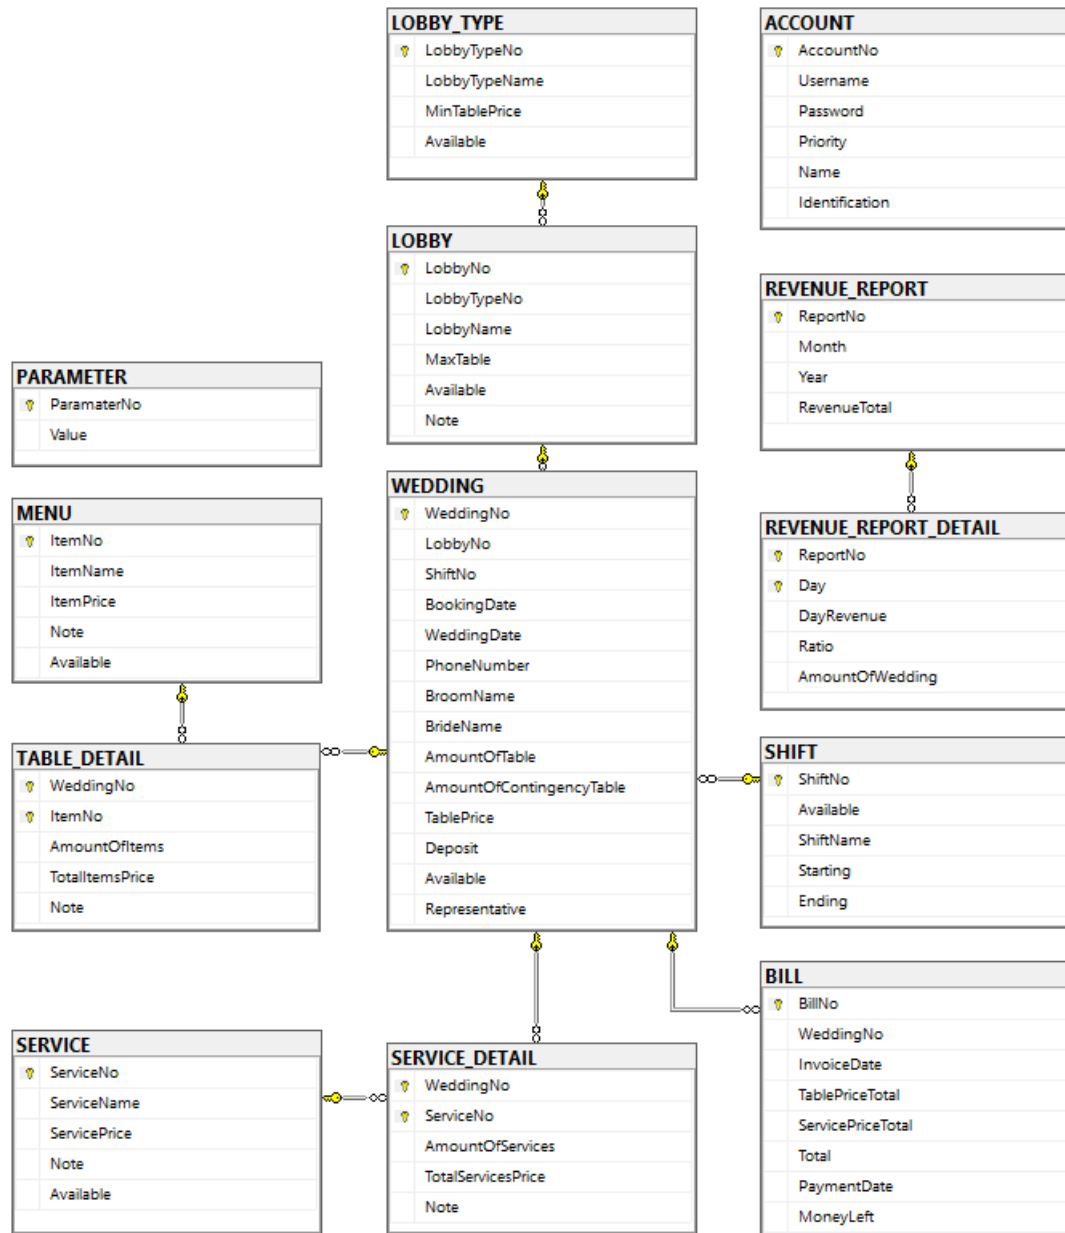 LOBBY_TYPE
LobbyTypeNo
LobbyTypeName
MinTablePrice
Available
ACCOUNT
AccountNo
Username
Password
Priority
Name
Identification
LOBBY
LobbyNo
LobbyTypeNo
LobbyName
MaxTable
Available
Note
REVENUE_REPORT
ReportNo
Month
Year
RevenueTotal
PARAMETER
ParamaterNo
Value
WEDDING
WeddingNo
LobbyNo
ShiftNo
BookingDate
WeddingDate
PhoneNumber
BroomName
BrideName
AmountOfTable
AmountOfContingencyTable
TablePrice
Deposit
Available
Representative
MENU
ItemNo
ItemName
ItemPrice
Note
Available
REVENUE_REPORT_DETAIL
ReportNo
Day
DayRevenue
Ratio
AmountOfWedding
TABLE_DETAIL
WeddingNo
ItemNo
AmountOfItems
TotalItemsPrice
Note
SHIFT
ShiftNo
Available
ShiftName
Starting
Ending
BILL
BillNo
WeddingNo
InvoiceDate
TablePriceTotal
ServicePriceTotal
Total
PaymentDate
MoneyLeft
SERVICE
ServiceNo
ServiceName
ServicePrice
Note
Available
SERVICE_DETAIL
WeddingNo
ServiceNo
AmountOfServices
TotalServicesPrice
Note